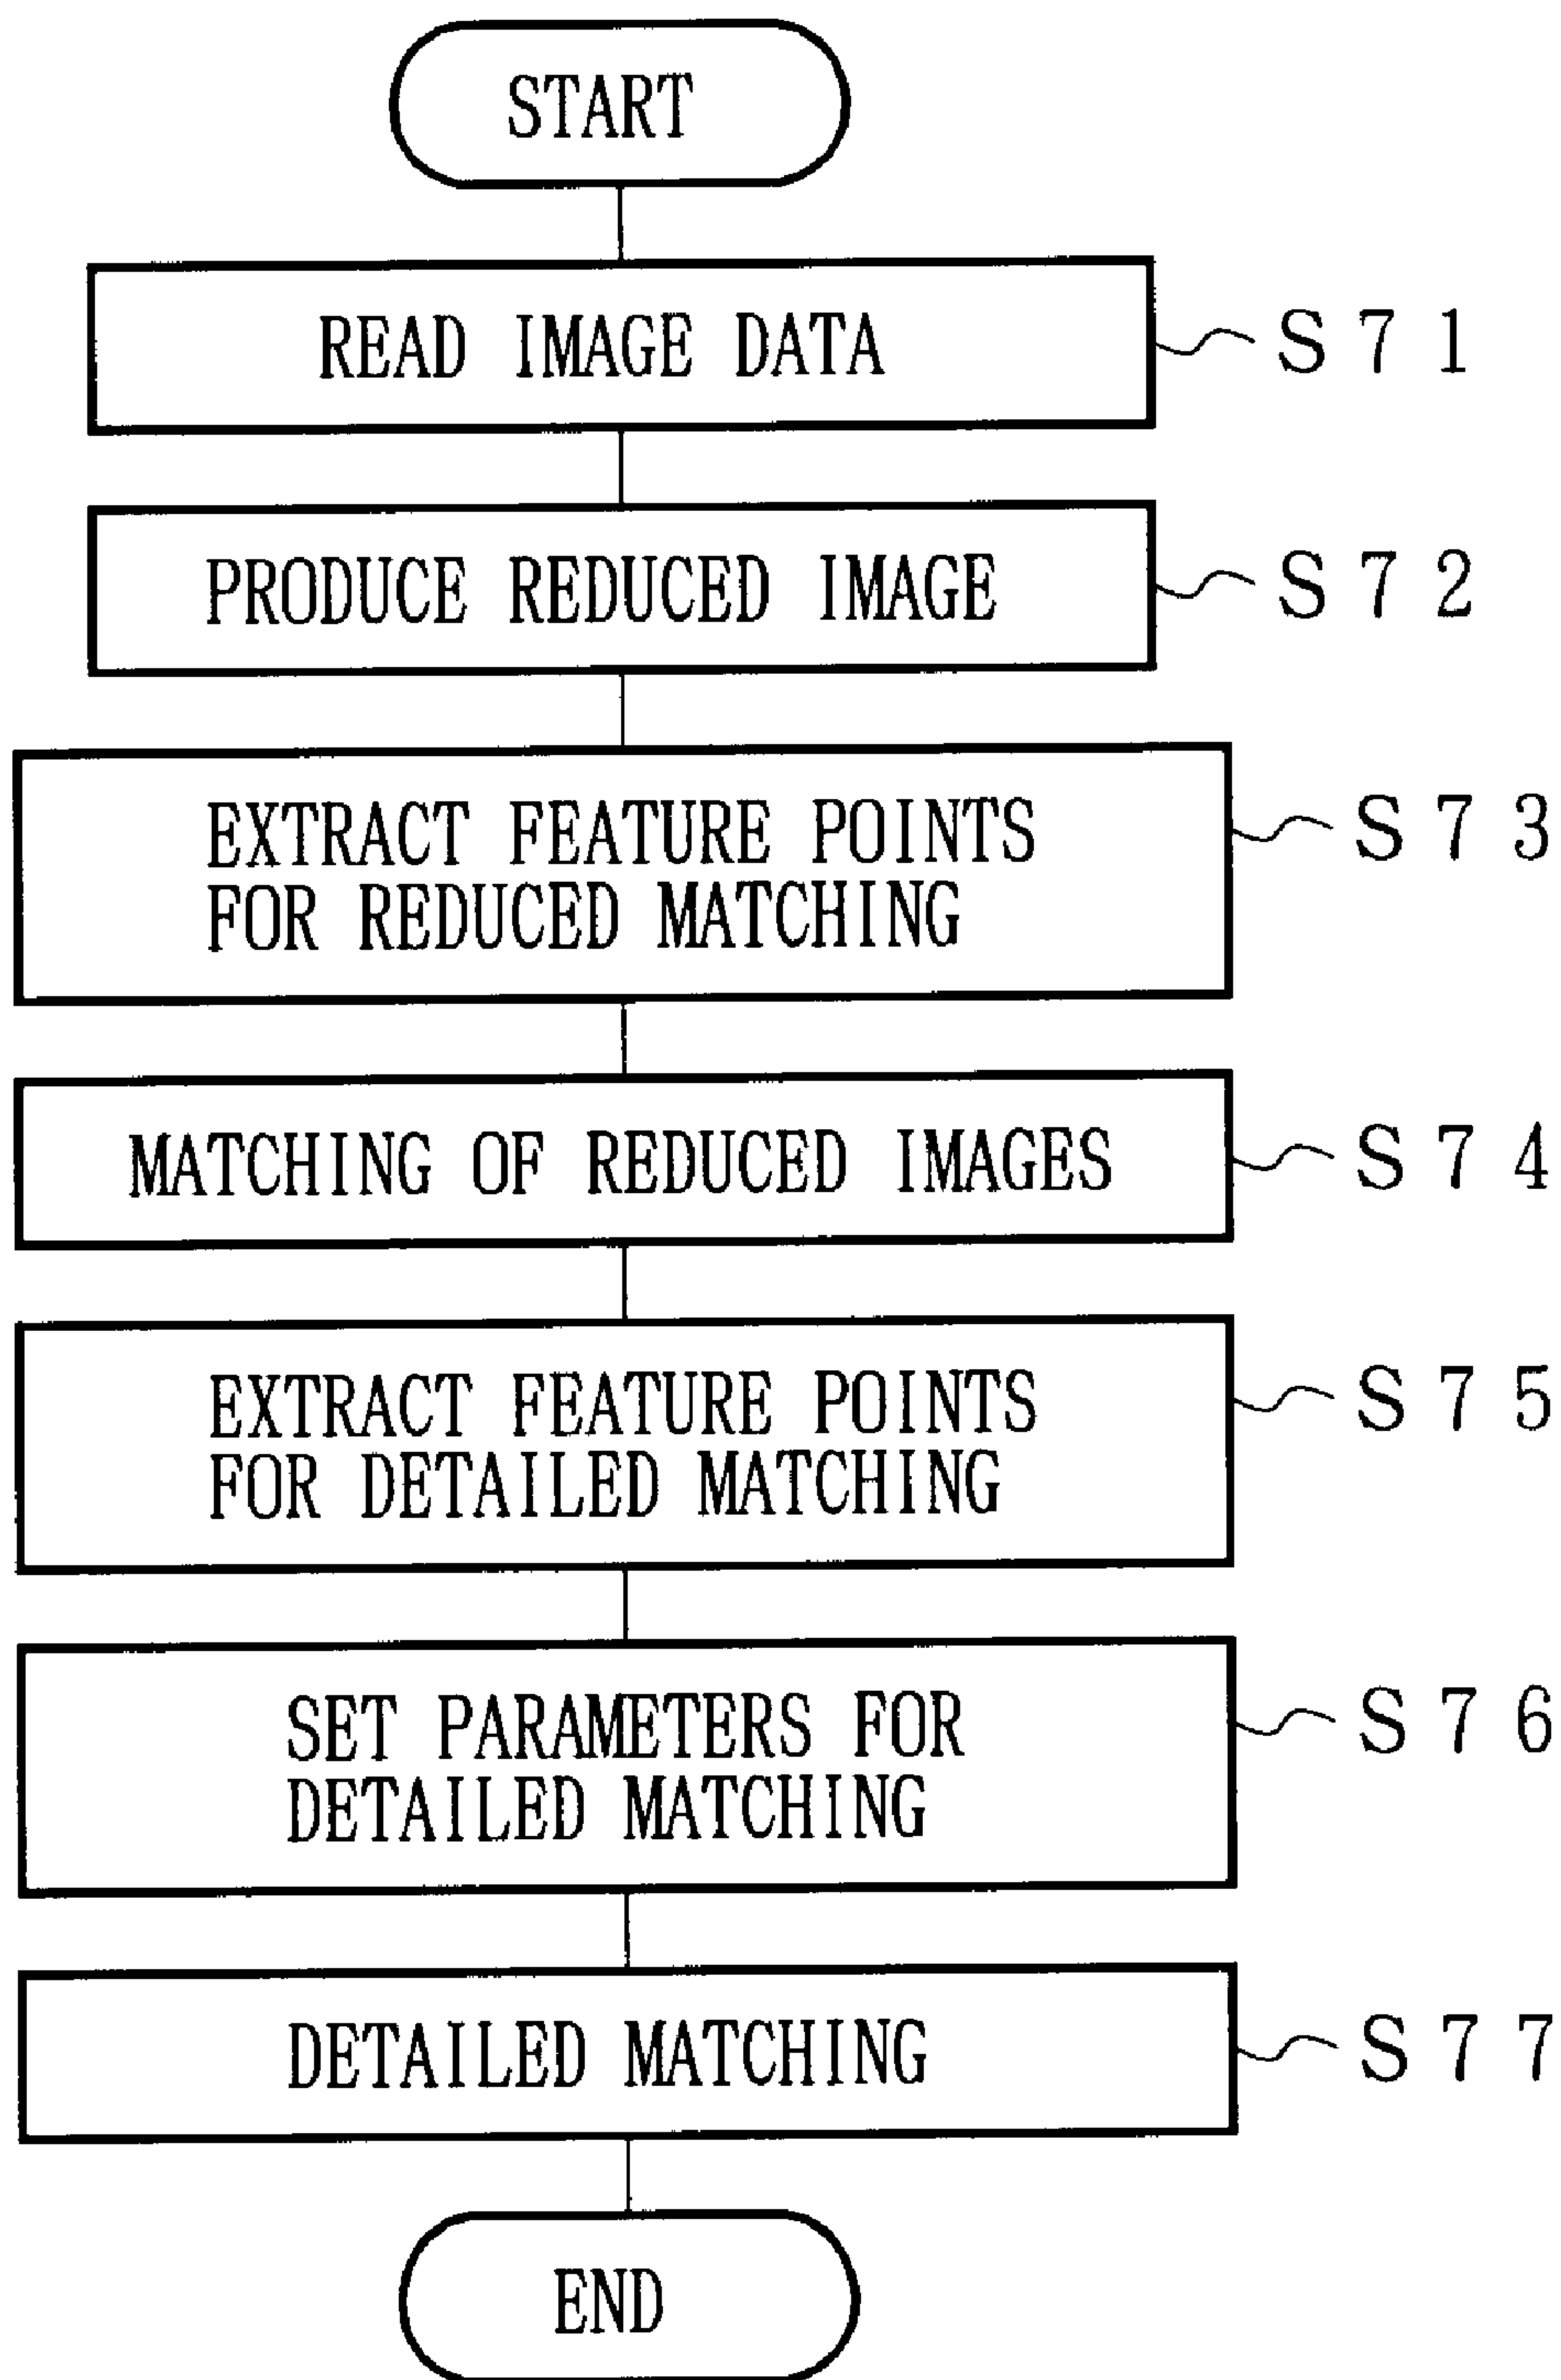 START
READ IMAGE DATA
S71
PRODUCE REDUCED IMAGE
S72
EXTRACT FEATURE POINTS
FOR REDUCED MATCHING
S73
MATCHING OF REDUCED IMAGES
S74
EXTRACT FEATURE POINTS
FOR DETAILED MATCHING
S75
SET PARAMETERS FOR
DETAILED MATCHING
S76
DETAILED MATCHING
S77
END